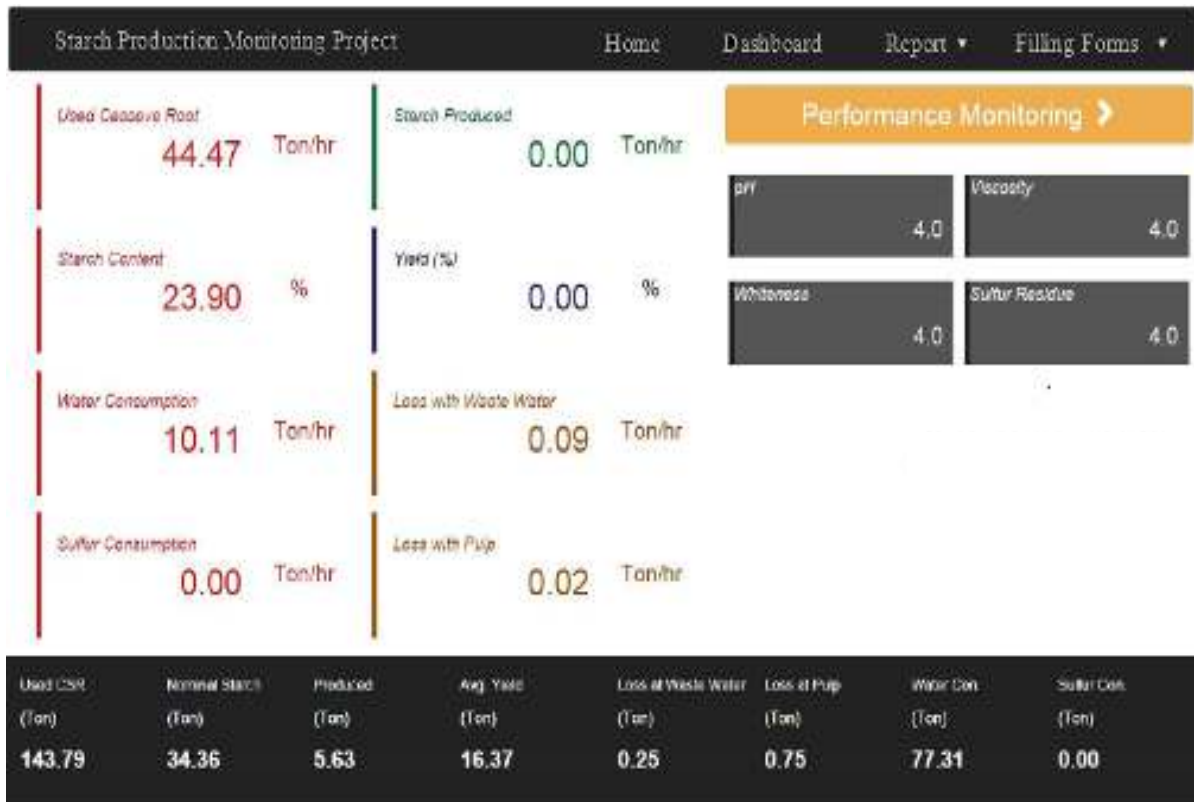 Starch Production Monitoring Project
Home
Dashboard
Report ▾
Filling Forms ▾
Used Cassava Root
44.47 Ton/hr
Starch Produced
0.00 Ton/hr
Performance Monitoring
pH
4.0
Viscosity
4.0
Starch Content
23.90 %
Yield (%)
0.00 %
Whiteness
4.0
Sulfur Residue
4.0
Water Consumption
10.11 Ton/hr
Loss with Waste Water
0.09 Ton/hr
Sulfur Consumption
0.00 Ton/hr
Loss with Pulp
0.02 Ton/hr
Used CSR
(Ton)
143.79
Nominal Starch
(Ton)
34.36
Produced
(Ton)
5.63
Avg. Yield
(Ton)
16.37
Loss at Waste Water
(Ton)
0.25
Loss at Pulp
(Ton)
0.75
Water Con.
(Ton)
77.31
Sulfur Con.
(Ton)
0.00